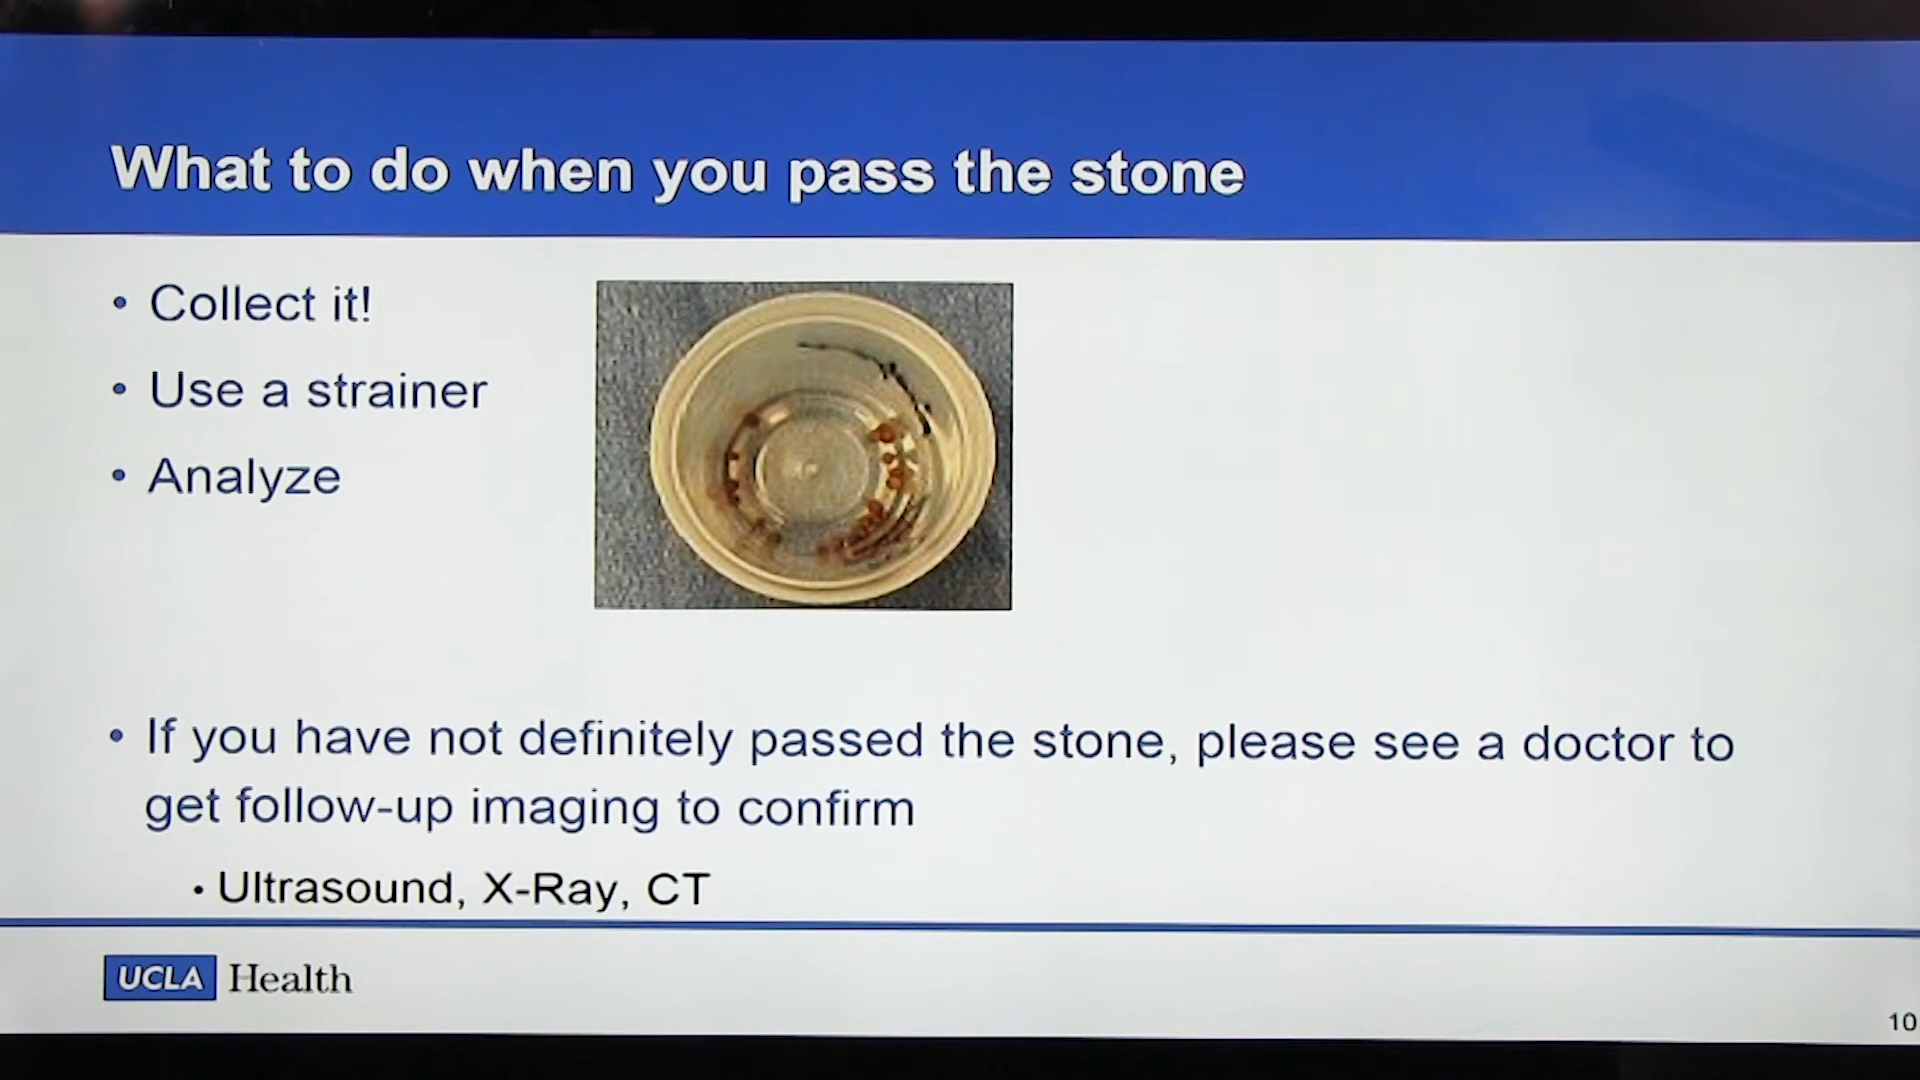 What to do when you pass the stone
• Collect it!
• Use a strainer
• Analyze
• If you have not definitely passed the stone, please see a doctor to
get follow-up imaging to confirm
• Ultrasound, X-Ray, CT
UCLA Health
10